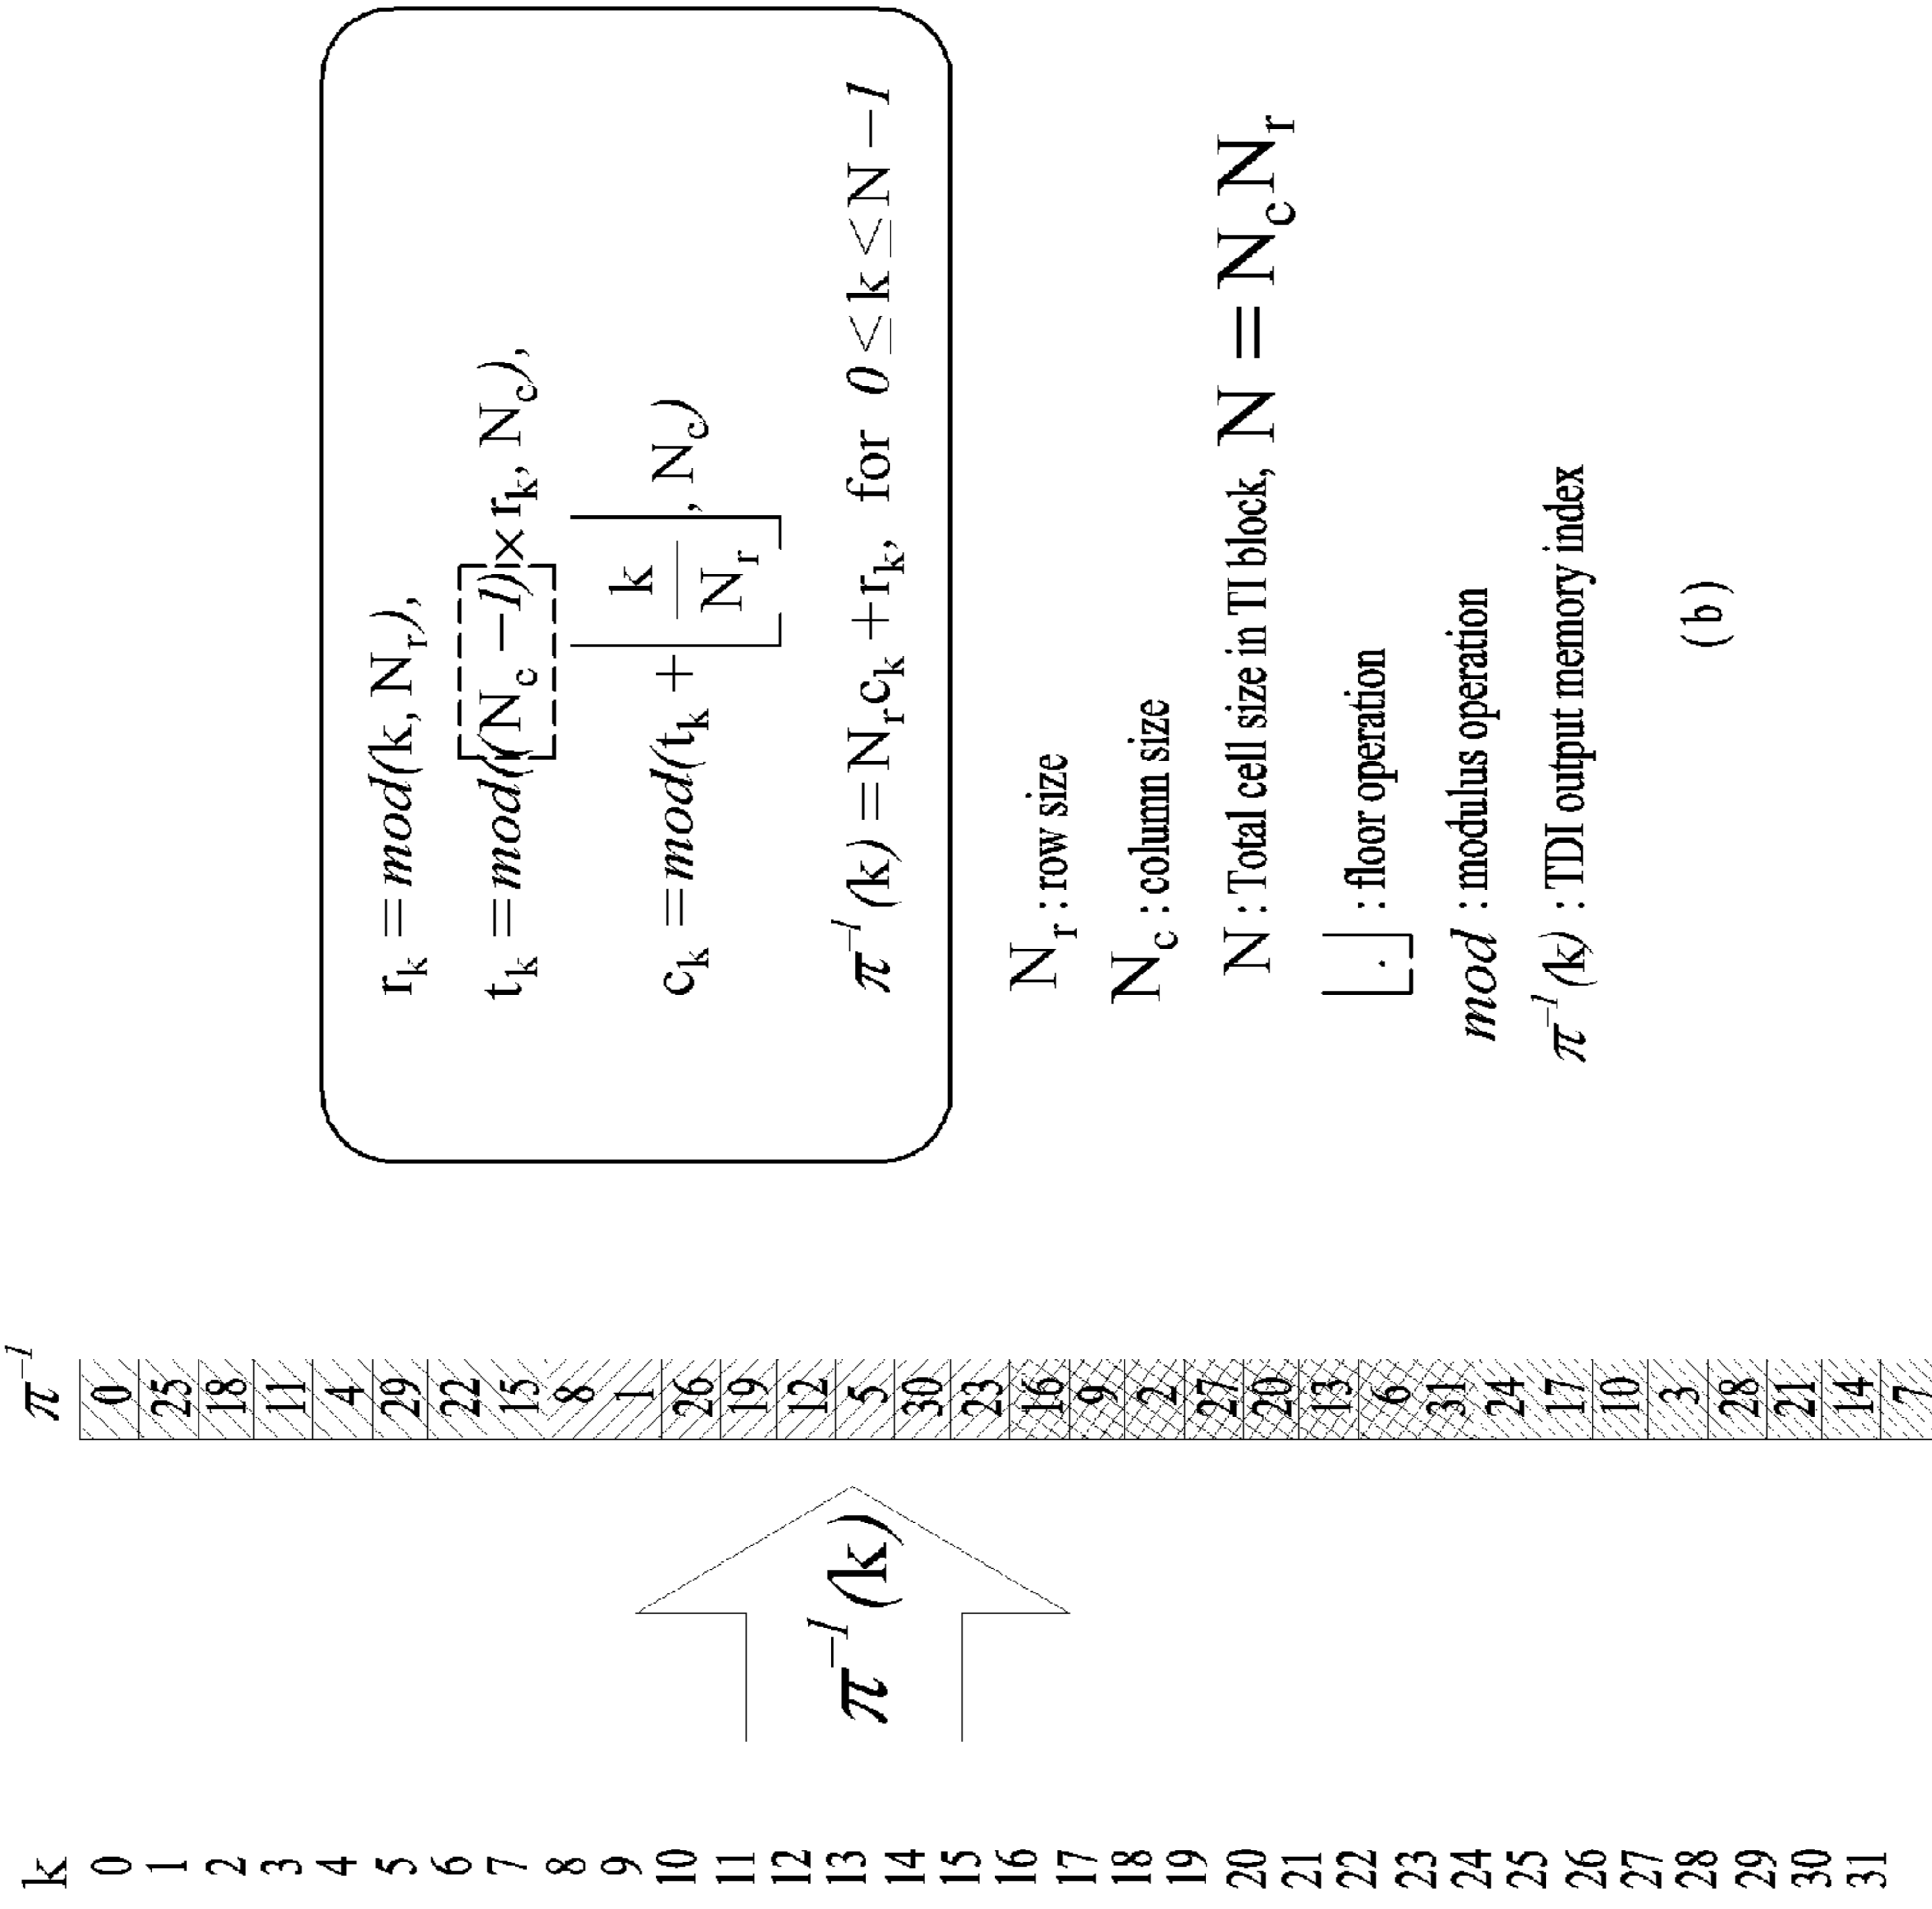 k 0 1 2 3 4 5 6 7 8 9 10 11 12 13 14 15 16 17 18 19 20 21 22 23 24 25 26 27 28 29 30 31
π⁻¹(k)
π⁻¹ 0 25 18 11 4 29 22 15 8 1 26 19 12 5 30 23 16 9 2 27 20 13 6 31 24 17 10 3 28 21 14 7
r_k = mod(k, N_r),
t_k = mod((N_c − 1) × r_k, N_c),
c_k = mod(t_k + ⌊k / N_r⌋, N_c)
π⁻¹(k) = N_r c_k + r_k, for 0 ≤ k ≤ N − 1
N_r : row size
N_c : column size
N : Total cell size in TI block, N = N_c N_r
⌊.⌋ : floor operation
mod : modulus operation
π⁻¹(k) : TDI output memory index
(b)